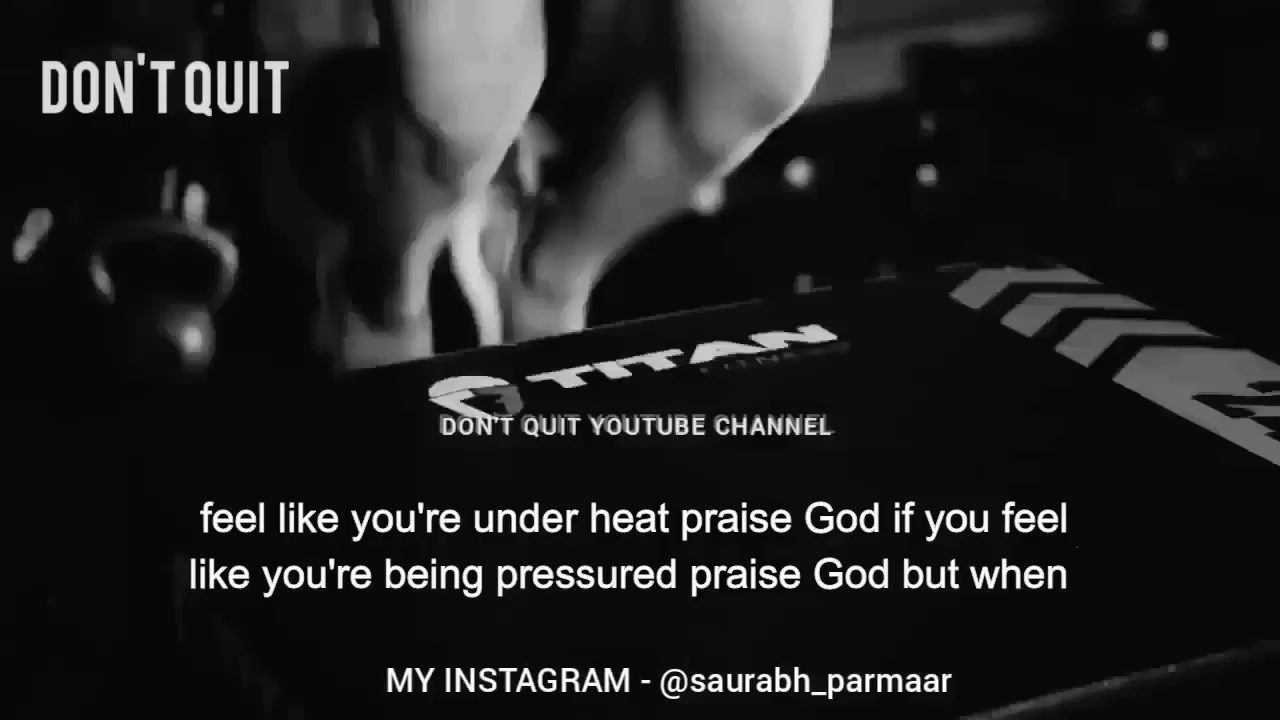 DON'T QUIT
TITAN
DON'T QUIT YOUTUBE CHANNEL
feel like you're under heat praise God if you feel
like you're being pressured praise God but when
MY INSTAGRAM - @saurabh_parmaar